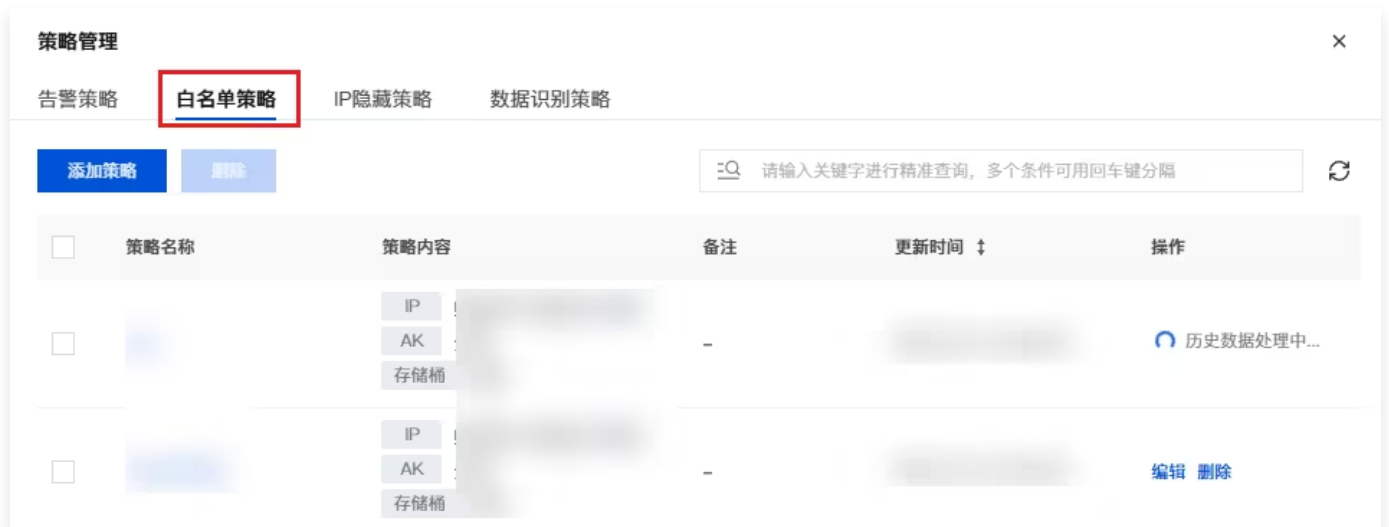 策略管理
告警策略 白名单策略 IP隐藏策略 数据识别策略
添加策略 删除 请输入关键字进行精准查询，多个条件可用回车键分隔
策略名称 策略内容 备注 更新时间 操作
IP
AK - 历史数据处理中...
存储桶
IP
AK - 编辑 删除
存储桶